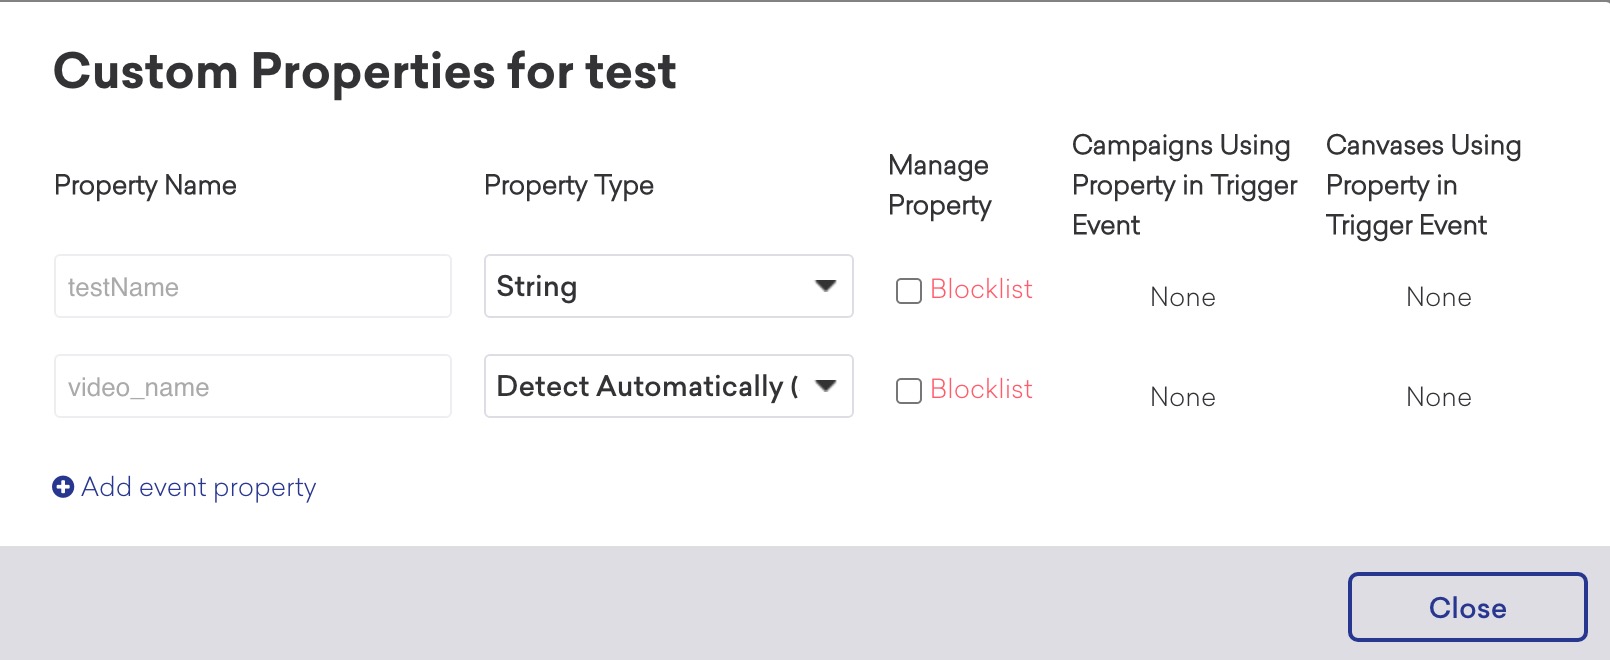 Custom Properties for test
Property Name
Property Type
Manage
Property
Campaigns Using
Property in Trigger
Event
Canvases Using
Property in
Trigger Event
testName
String
Blocklist
None
None
video_name
Detect Automatically (
Blocklist
None
None
Add event property
Close